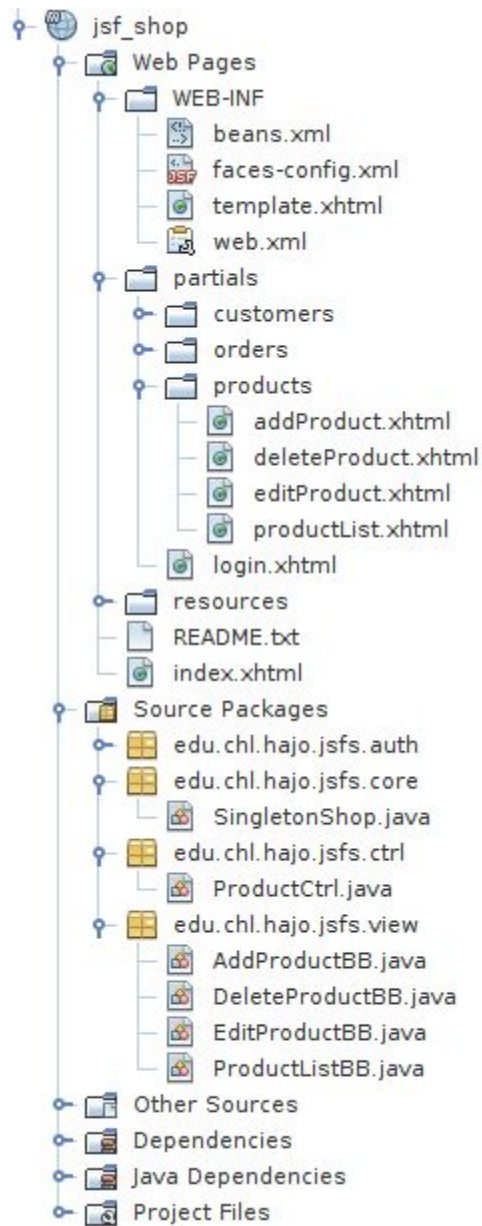 jsf_shop
Web Pages
WEB-INF
beans.xml
faces-config.xml
template.xhtml
web.xml
partials
customers
orders
products
addProduct.xhtml
deleteProduct.xhtml
editProduct.xhtml
productList.xhtml
login.xhtml
resources
README.txt
index.xhtml
Source Packages
edu.chl.hajo.jsfs.auth
edu.chl.hajo.jsfs.core
SingletonShop.java
edu.chl.hajo.jsfs.ctrl
ProductCtrl.java
edu.chl.hajo.jsfs.view
AddProductBB.java
DeleteProductBB.java
EditProductBB.java
ProductListBB.java
Other Sources
Dependencies
Java Dependencies
Project Files